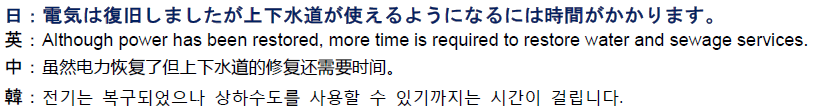 日：電気は復旧しましたが上下水道が使えるようになるには時間がかかります。
英：Although power has been restored, more time is required to restore water and sewage services.
中：虽然电力恢复了但上下水道的修复还需要时间。
韓：전기는 복구되었으나 상하수도를 사용할 수 있기까지는 시간이 걸립니다.